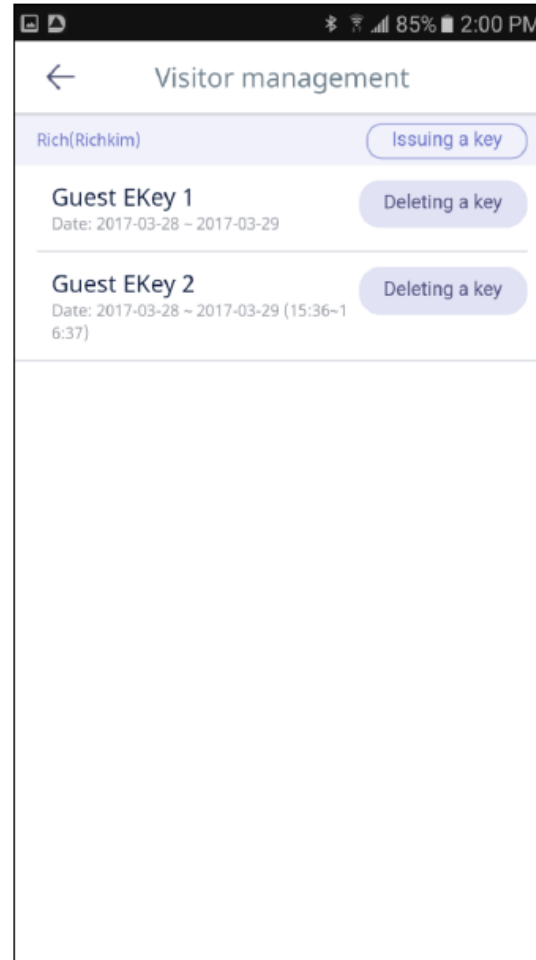 85% 2:00 PM
Visitor management
Rich(Richkim)
Issuing a key
Guest EKey 1
Deleting a key
Date: 2017-03-28 ~ 2017-03-29
Guest EKey 2
Deleting a key
Date: 2017-03-28 ~ 2017-03-29 (15:36~1
6:37)